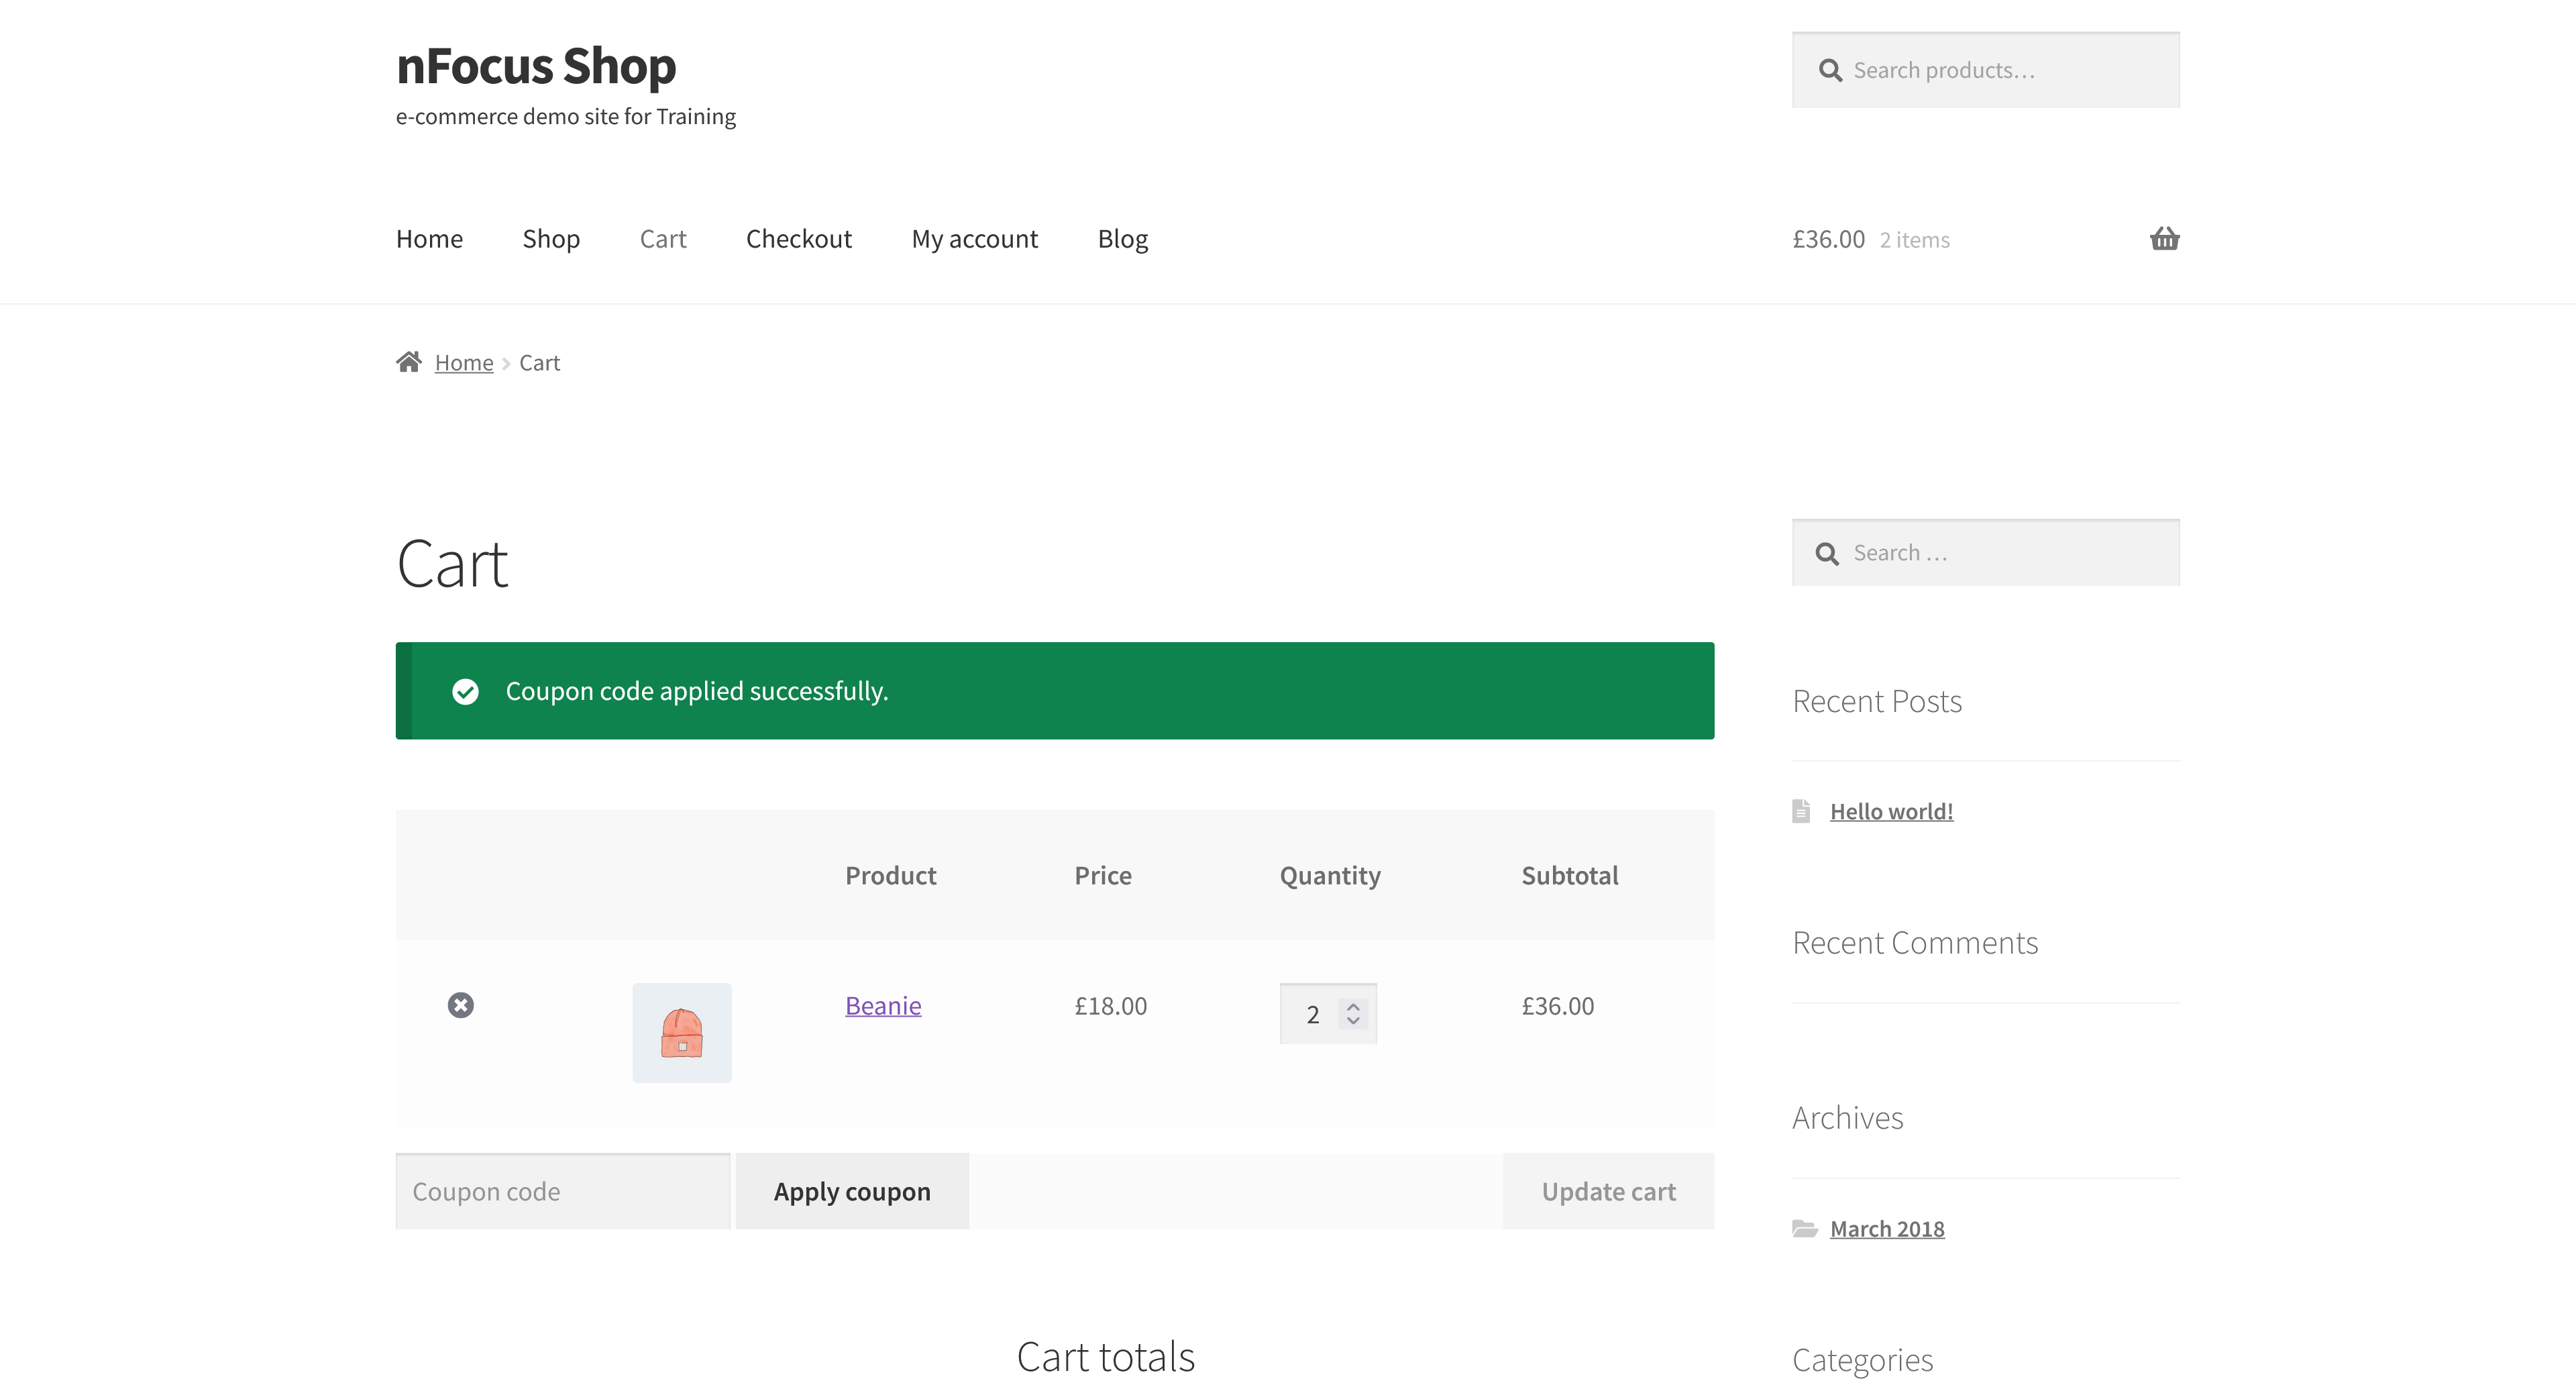 nFocus Shop
e-commerce demo site for Training
Search products…
Home Shop Cart Checkout My account Blog
£36.00 2 items
Home Cart
Cart
Coupon code applied successfully.
Product Price Quantity Subtotal
Beanie £18.00 2 £36.00
Coupon code Apply coupon Update cart
Cart totals
Search …
Recent Posts
Hello world!
Recent Comments
Archives
March 2018
Categories